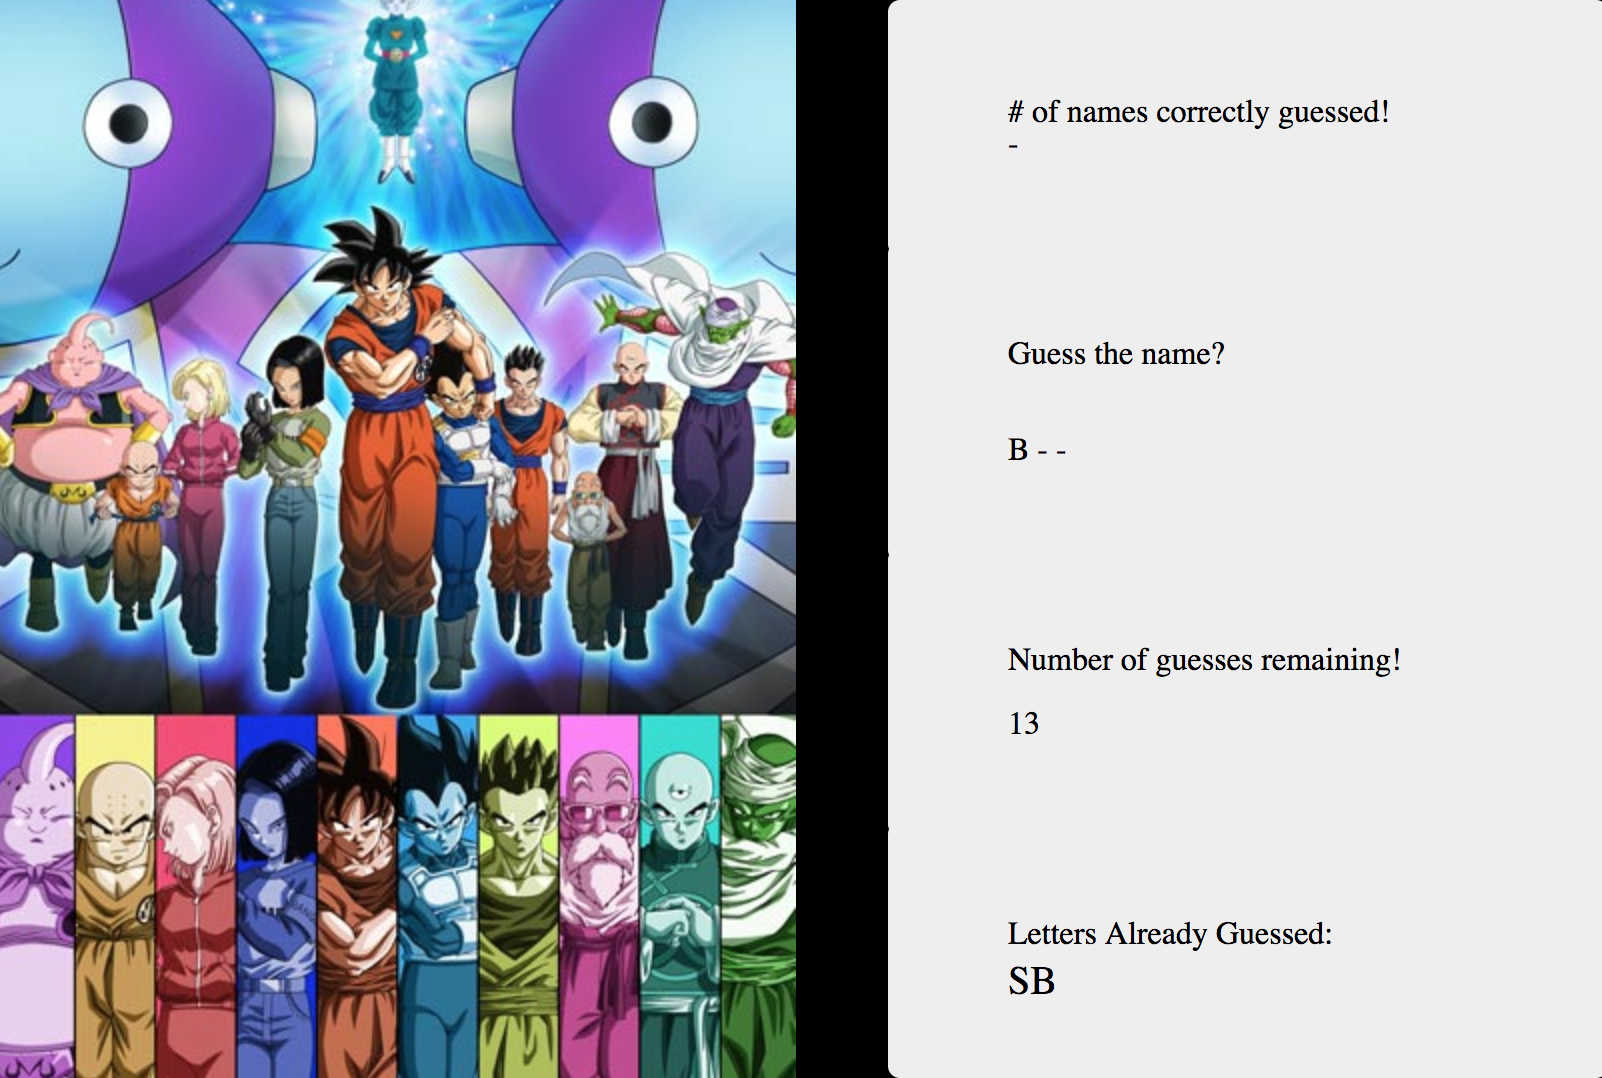 # of names correctly guessed!
-
Guess the name?
B - -
Number of guesses remaining!
13
Letters Already Guessed:
SB